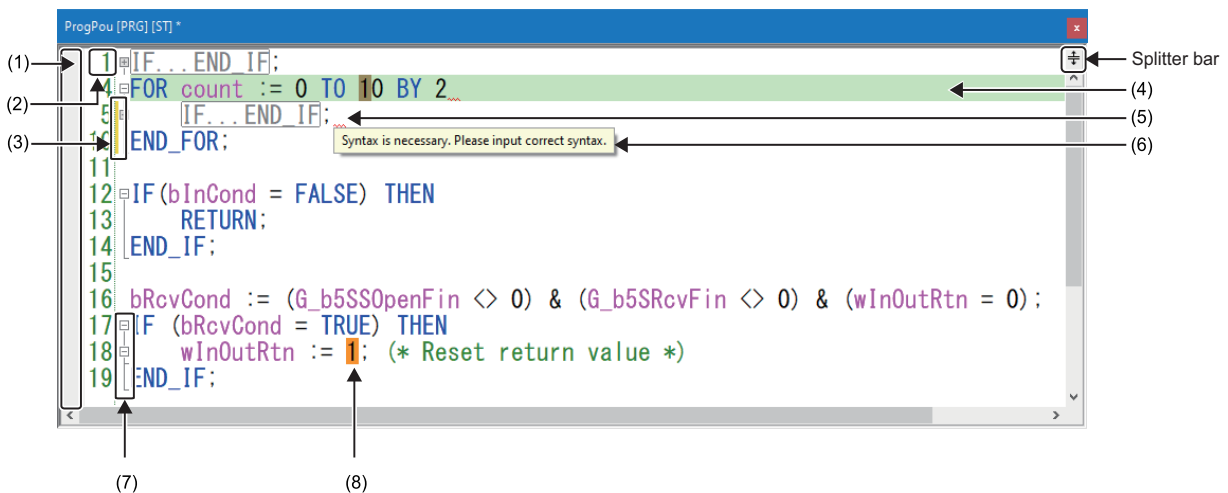 ProgPou [PRG] [ST] *
x
(1)
1 IF...END_IF;
Splitter bar
(2)
4 FOR count := 0 TO 10 BY 2
(4)
5 IF...END_IF;
(5)
(3)
10 END_FOR;
Syntax is necessary. Please input correct syntax.
(6)
11
12 IF(bInCond = FALSE) THEN
13 RETURN;
14 END_IF;
15
16 bRcvCond := (G_b5SSOpenFin <> 0) & (G_b5SRcvFin <> 0) & (wInOutRtn = 0);
17 IF (bRcvCond = TRUE) THEN
18 wInOutRtn := 1; (* Reset return value *)
19 END_IF;
(7)
(8)